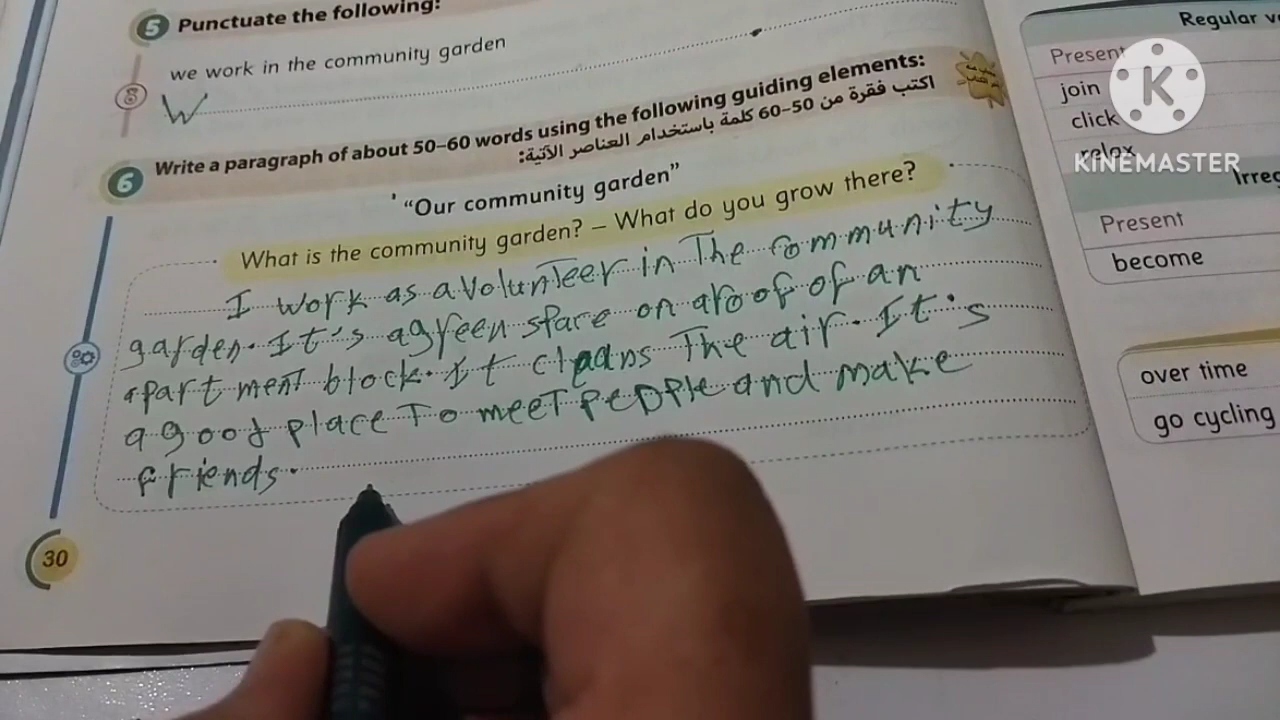 5 Punctuate the following:
we work in the community garden
W
6 Write a paragraph of about 50–60 words using the following guiding elements:
اكتب فقرة من 50–60 كلمة باستخدام العناصر الآتية:
"Our community garden"
What is the community garden? – What do you grow there?
I work as a volunteer in The community
garden. It's a green space on a roof of an
apartment block. It cleans The air. It's
a good place To meet people and make
friends.
30
Regular
Present
join
click
relax
Present
become
over time
go cycling
K
KINEMASTER